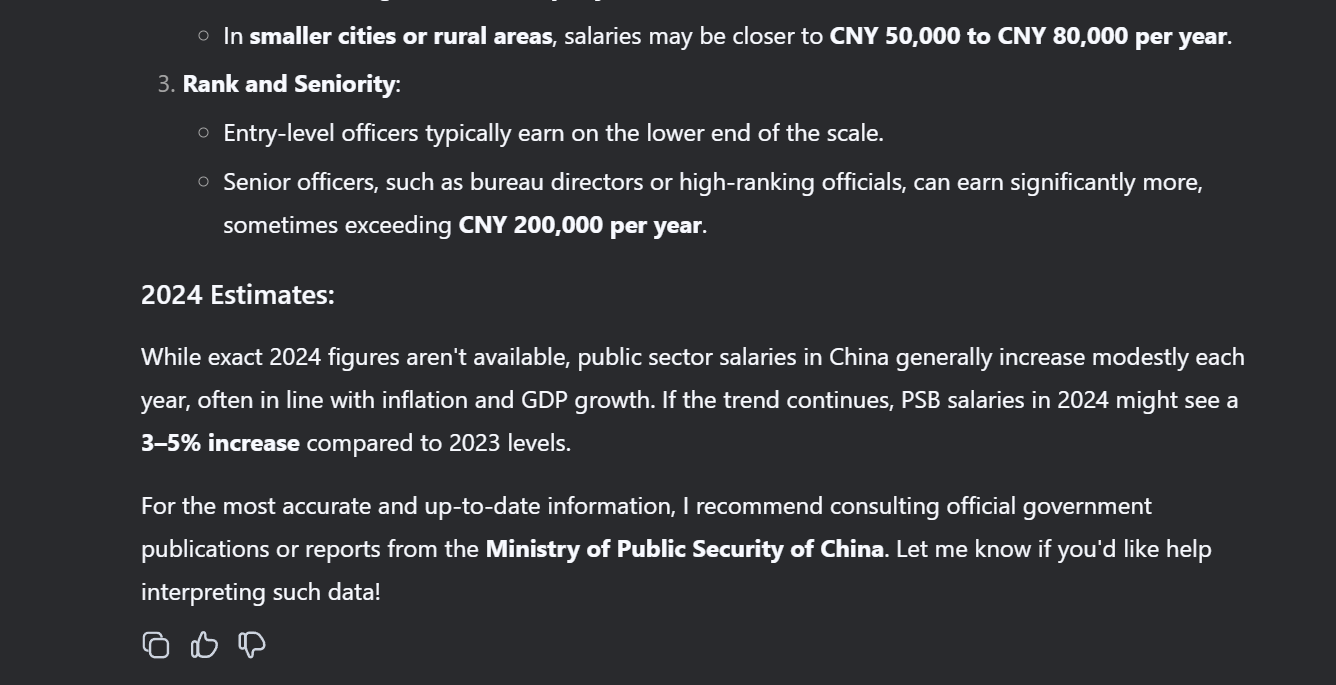 In smaller cities or rural areas, salaries may be closer to CNY 50,000 to CNY 80,000 per year.
3. Rank and Seniority:
Entry-level officers typically earn on the lower end of the scale.
Senior officers, such as bureau directors or high-ranking officials, can earn significantly more,
sometimes exceeding CNY 200,000 per year.
2024 Estimates:
While exact 2024 figures aren't available, public sector salaries in China generally increase modestly each
year, often in line with inflation and GDP growth. If the trend continues, PSB salaries in 2024 might see a
3–5% increase compared to 2023 levels.
For the most accurate and up-to-date information, I recommend consulting official government
publications or reports from the Ministry of Public Security of China. Let me know if you'd like help
interpreting such data!